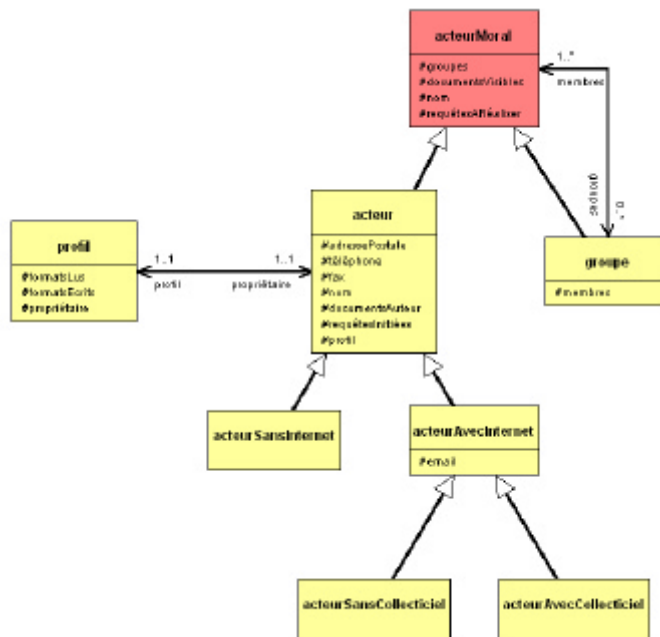 acteurMoral
#groupes
#documentsVisibles
#nom
#requêtesARéaliser
1..*
membres
groupes
0..*
acteur
#adressePostale
#téléphone
#fax
#nom
#documentsAuteur
#requêtesInitiées
#profil
profil
#formatsLus
#formatsEcrits
#propriétaire
1..1
profil
1..1
propriétaire
groupe
#membres
acteurSansInternet
acteurAvecInternet
#email
acteurSansCollecticiel
acteurAvecCollecticiel